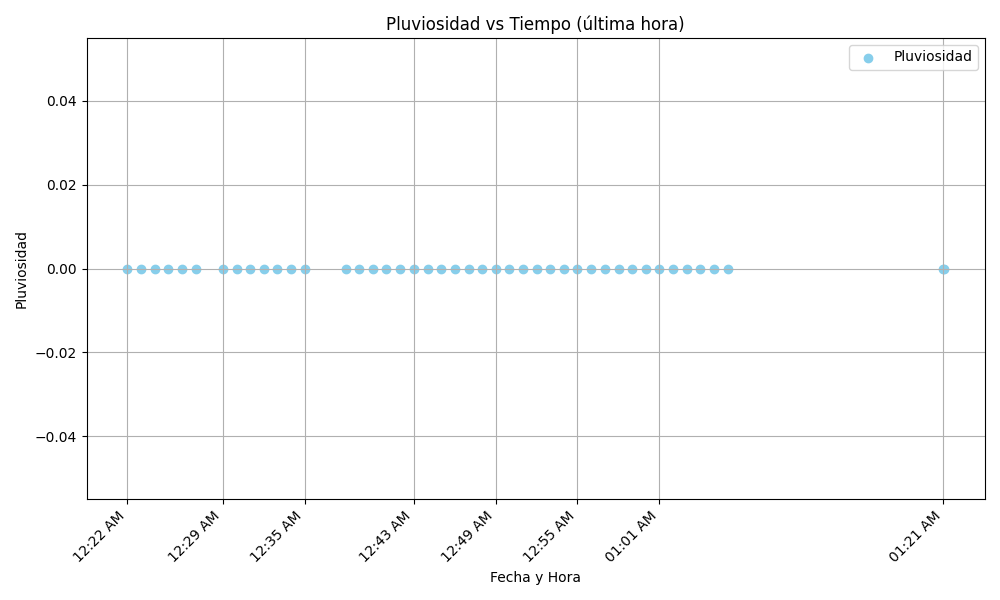 Pluviosidad vs Tiempo (última hora)
Pluviosidad
0.04
0.02
0.00
−0.02
−0.04
Pluviosidad
12:22 AM
12:29 AM
12:35 AM
12:43 AM
12:49 AM
12:55 AM
01:01 AM
01:21 AM
Fecha y Hora